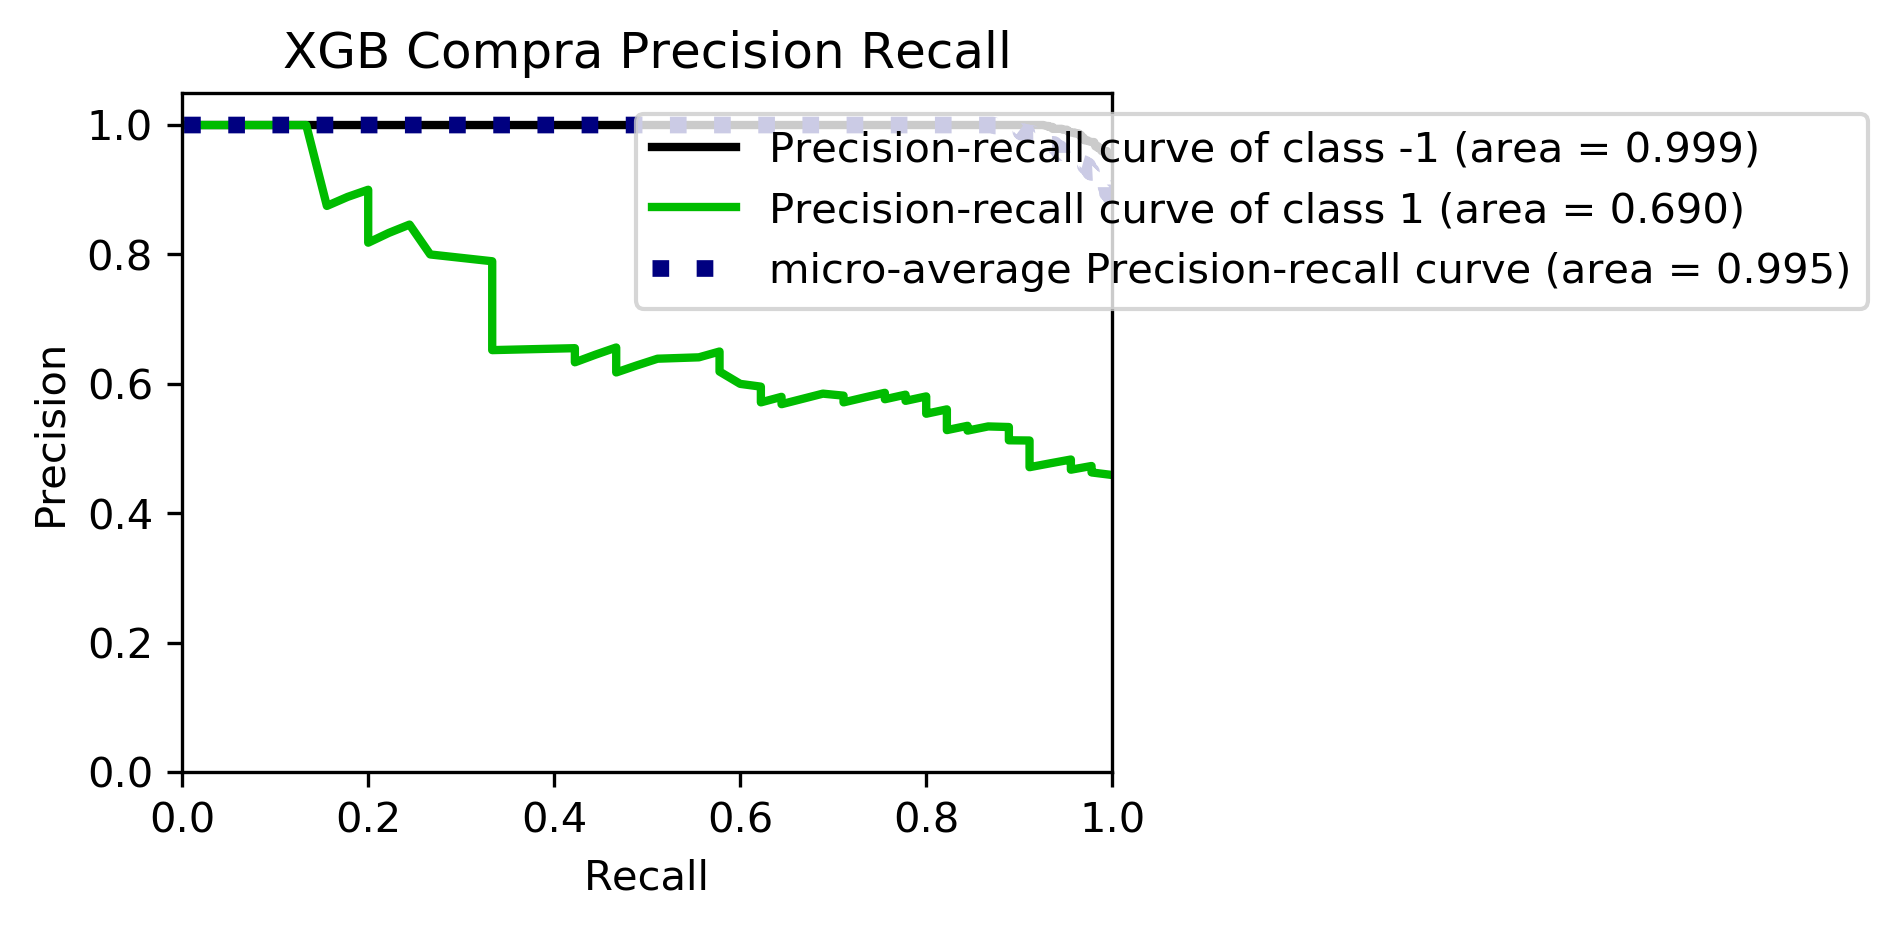 XGB Compra Precision Recall
1.0
0.8
0.6
0.4
0.2
0.0
Precision
Precision-recall curve of class -1 (area = 0.999)
Precision-recall curve of class 1 (area = 0.690)
micro-average Precision-recall curve (area = 0.995)
0.0 0.2 0.4 0.6 0.8 1.0
Recall